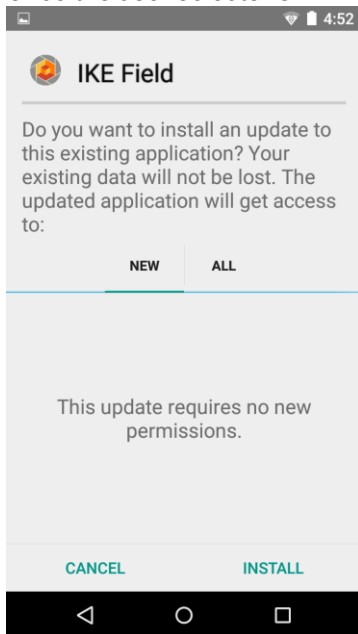 4:52
IKE Field
Do you want to install an update to
this existing application? Your
existing data will not be lost. The
updated application will get access
to:
NEW ALL
This update requires no new
permissions.
CANCEL INSTALL